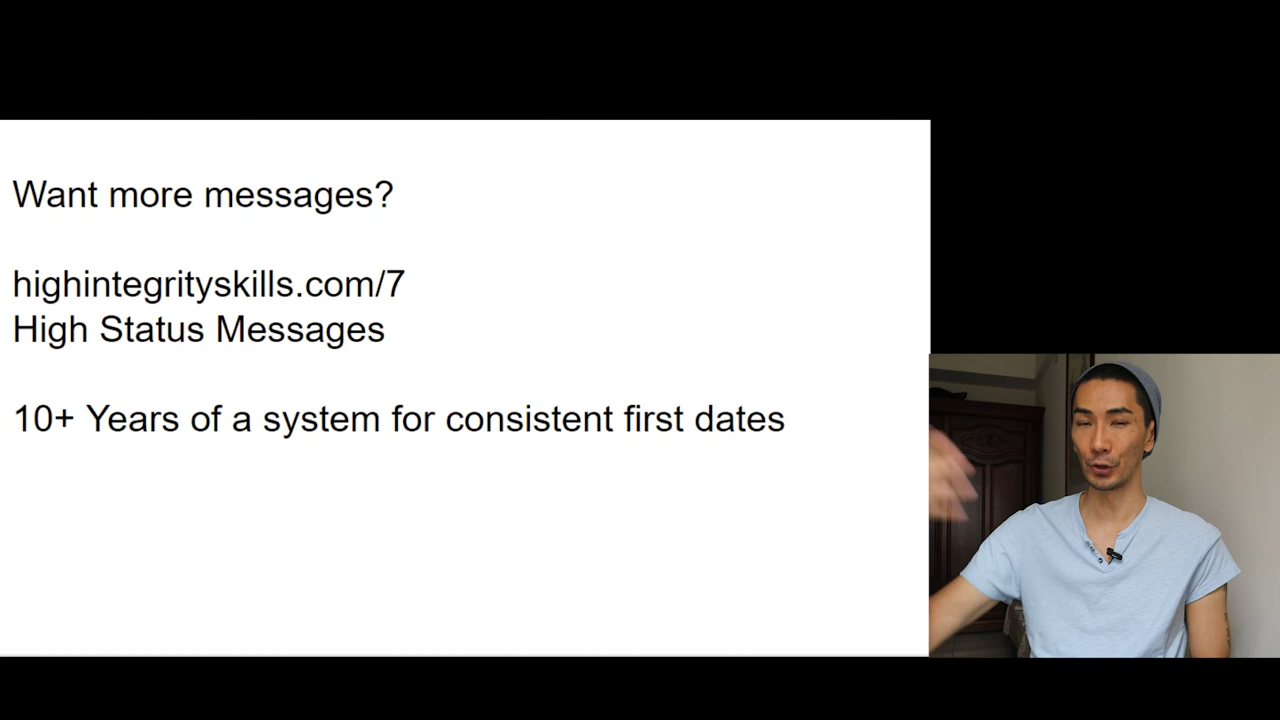 Want more messages?
highintegrityskills.com/7
High Status Messages
10+ Years of a system for consistent first dates